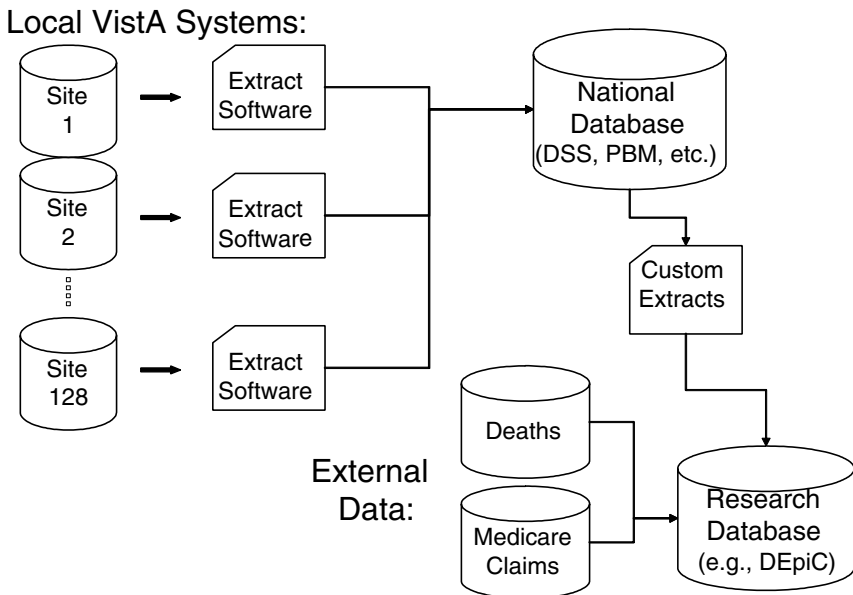 Local VistA Systems:
Site
1
Extract
Software
National
Database
(DSS, PBM, etc.)
Site
2
Extract
Software
Custom
Extracts
Site
128
Extract
Software
External
Data:
Deaths
Medicare
Claims
Research
Database
(e.g., DEpiC)